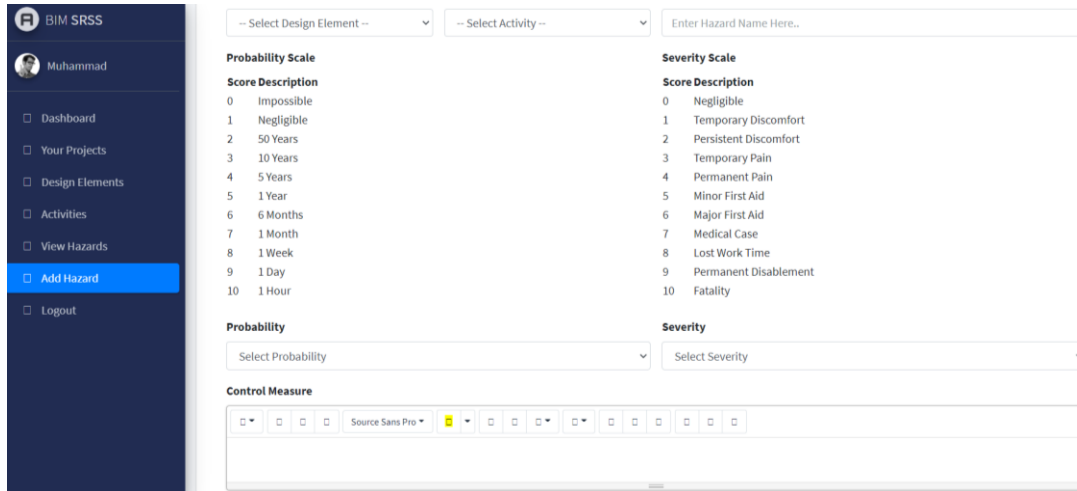 BIM SRSS
Muhammad
Dashboard
Your Projects
Design Elements
Activities
View Hazards
Add Hazard
Logout
-- Select Design Element -- -- Select Activity -- Enter Hazard Name Here..
Probability Scale
Score Description
0 Impossible
1 Negligible
2 50 Years
3 10 Years
4 5 Years
5 1 Year
6 6 Months
7 1 Month
8 1 Week
9 1 Day
10 1 Hour
Severity Scale
Score Description
0 Negligible
1 Temporary Discomfort
2 Persistent Discomfort
3 Temporary Pain
4 Permanent Pain
5 Minor First Aid
6 Major First Aid
7 Medical Case
8 Lost Work Time
9 Permanent Disablement
10 Fatality
Probability
Select Probability
Severity
Select Severity
Control Measure
Source Sans Pro